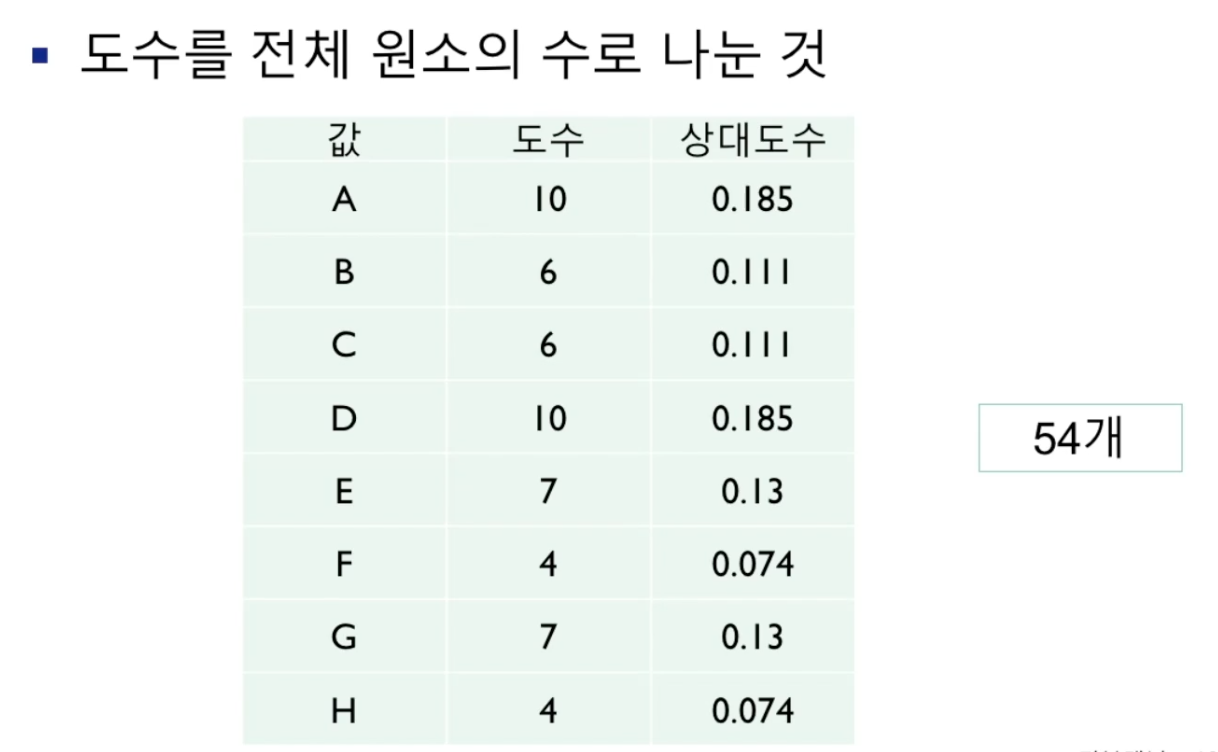 ▪ 도수를 전체 원소의 수로 나눈 것
값 도수 상대도수
A 10 0.185
B 6 0.111
C 6 0.111
D 10 0.185
E 7 0.13
F 4 0.074
G 7 0.13
H 4 0.074
54개